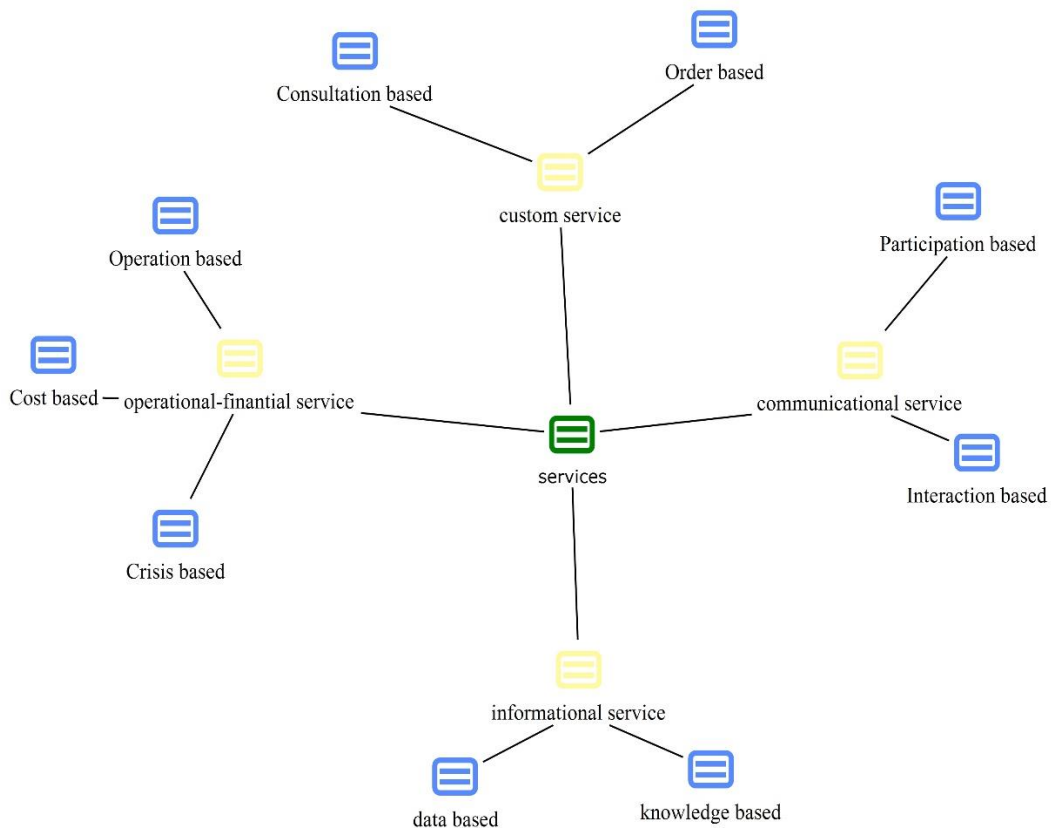 Order based
Consultation based
custom service
Participation based
Operation based
Cost based
operational-finantial service
communicational service
services
Interaction based
Crisis based
informational service
data based
knowledge based